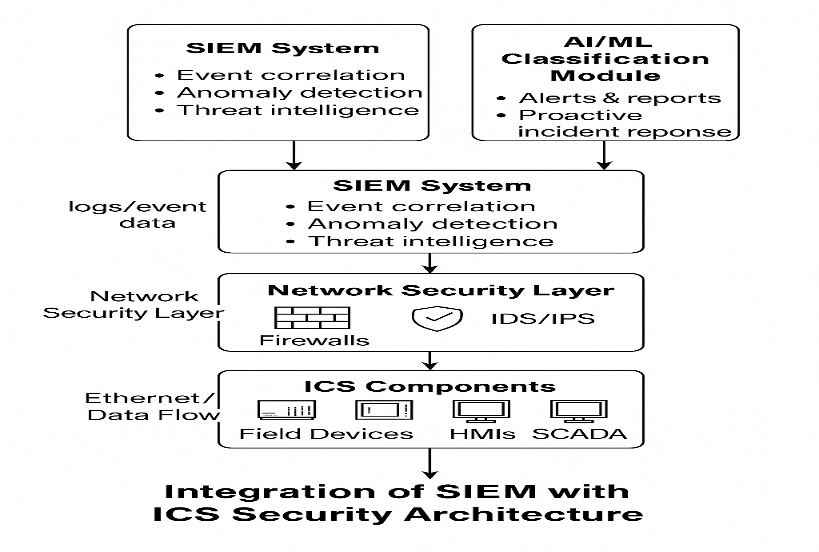 SIEM System
• Event correlation
• Anomaly detection
• Threat intelligence
AI/ML
Classification
Module
• Alerts & reports
• Proactive
incident reponse
logs/event
data
SIEM System
• Event correlation
• Anomaly detection
• Threat intelligence
Network
Security Layer
Network Security Layer
Firewalls
IDS/IPS
Ethernet/
Data Flow
ICS Components
Field Devices
HMIs
SCADA
Integration of SIEM with
ICS Security Architecture